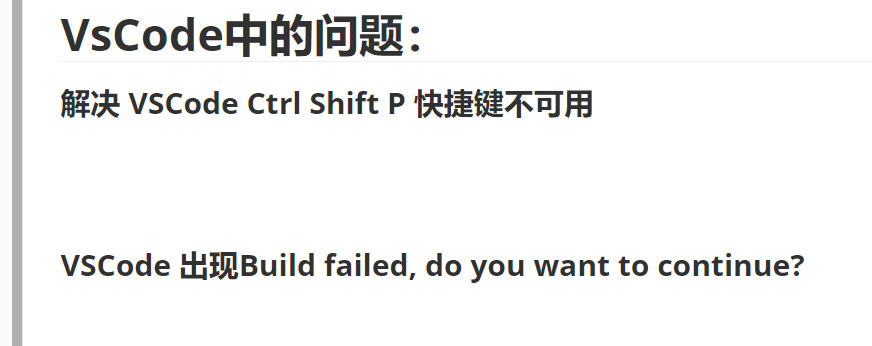 VsCode中的问题：
解决 VSCode Ctrl Shift P 快捷键不可用
VSCode 出现Build failed, do you want to continue?